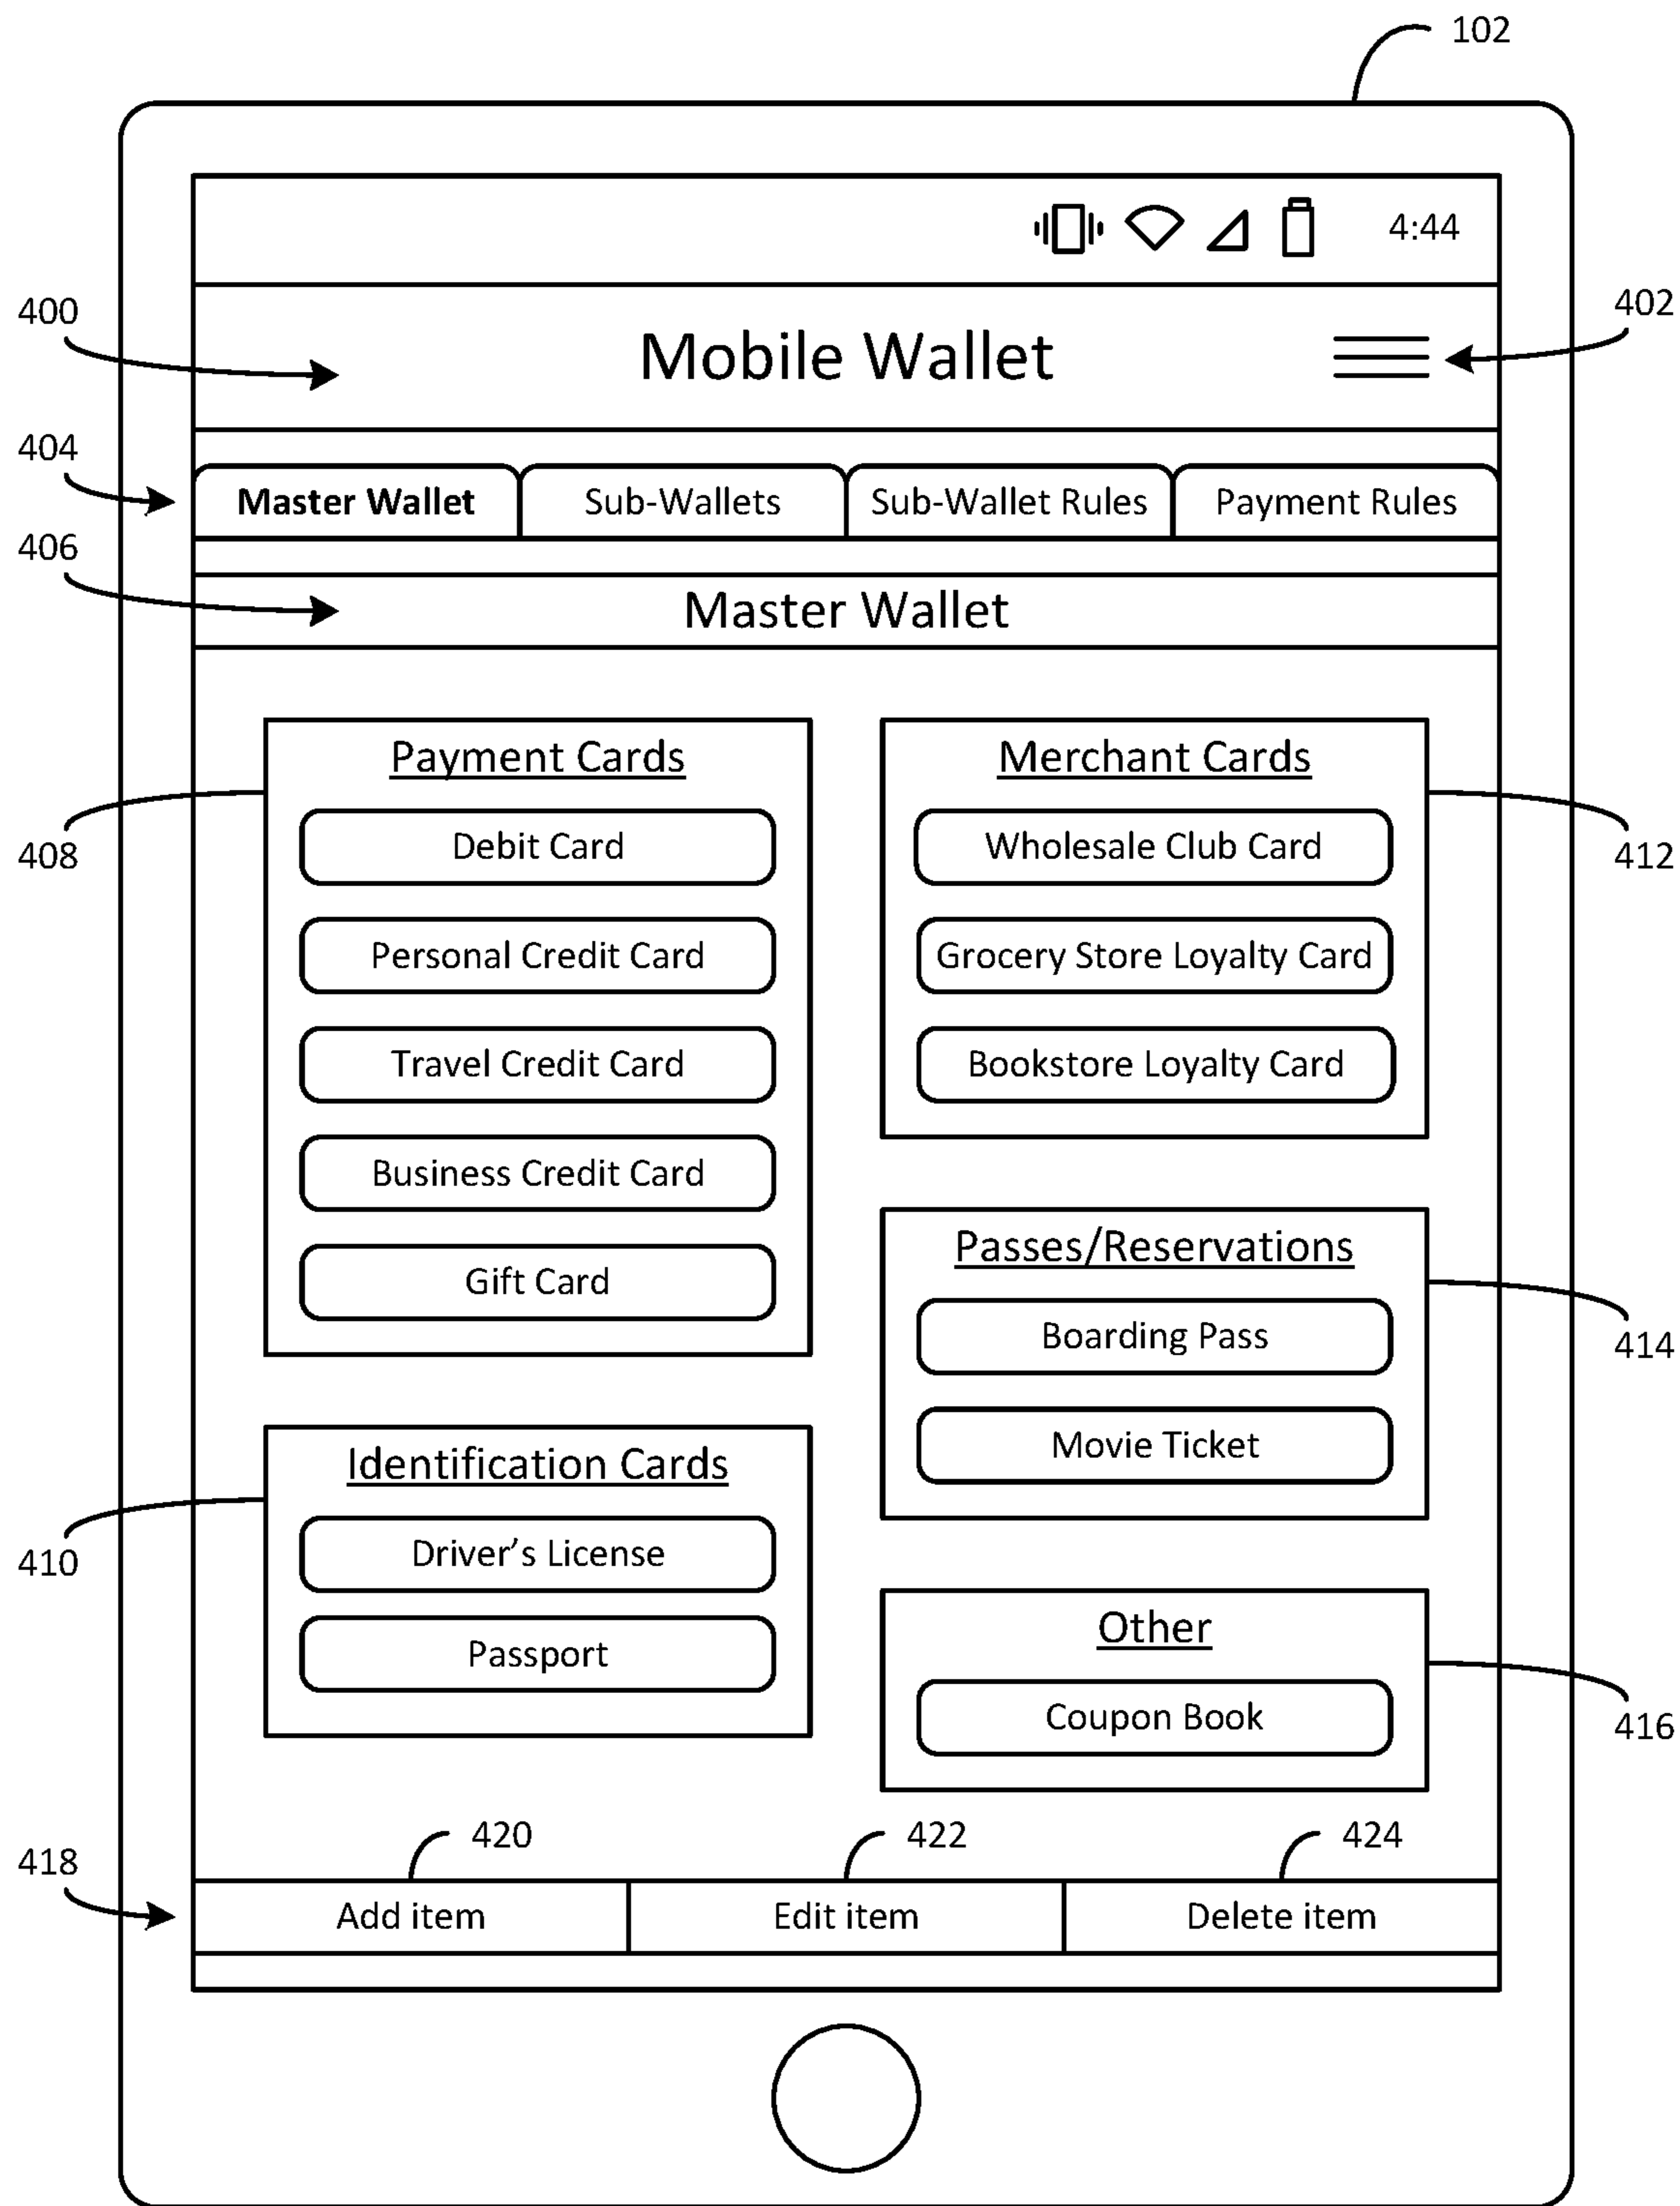 102
4:44
400
Mobile Wallet
402
404
Master Wallet
Sub-Wallets
Sub-Wallet Rules
Payment Rules
406
Master Wallet
Payment Cards
Debit Card
Personal Credit Card
Travel Credit Card
Business Credit Card
Gift Card
408
Merchant Cards
Wholesale Club Card
Grocery Store Loyalty Card
Bookstore Loyalty Card
412
Passes/Reservations
Boarding Pass
Movie Ticket
414
Identification Cards
Driver’s License
Passport
410
Other
Coupon Book
416
418
420
422
424
Add item
Edit item
Delete item